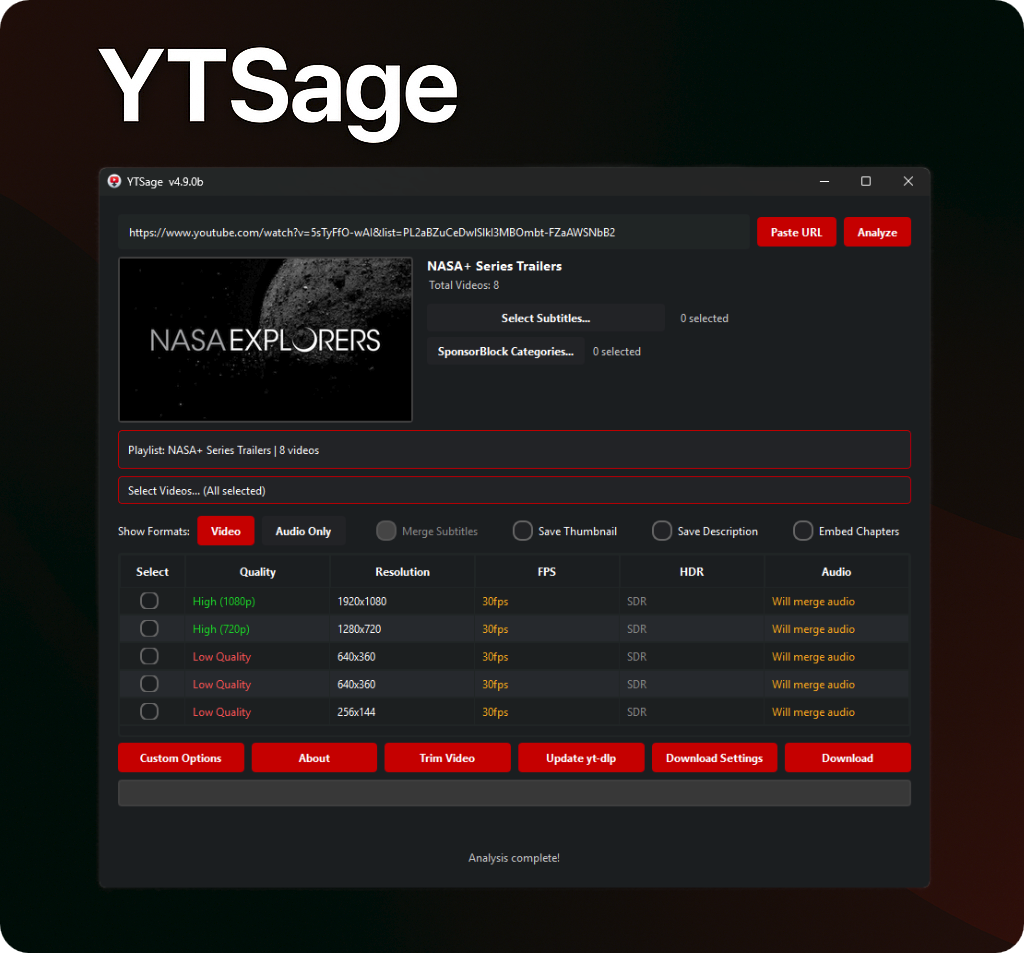 YTSage
YTSage v4.9.0b
https://www.youtube.com/watch?v=5sTyFfO-wAI&list=PL2aBZuCeDwlSIkl3MBOmbt-FZaAWSNbB2 Paste URL Analyze
NASA+ Series Trailers
Total Videos: 8
Select Subtitles... 0 selected
NASA EXPLORERS
SponsorBlock Categories... 0 selected
Playlist: NASA+ Series Trailers | 8 videos
Select Videos... (All selected)
Show Formats: Video Audio Only Merge Subtitles Save Thumbnail Save Description Embed Chapters
Select Quality Resolution FPS HDR Audio
High (1080p) 1920x1080 30fps SDR Will merge audio
High (720p) 1280x720 30fps SDR Will merge audio
Low Quality 640x360 30fps SDR Will merge audio
Low Quality 640x360 30fps SDR Will merge audio
Low Quality 256x144 30fps SDR Will merge audio
Custom Options About Trim Video Update yt-dlp Download Settings Download
Analysis complete!